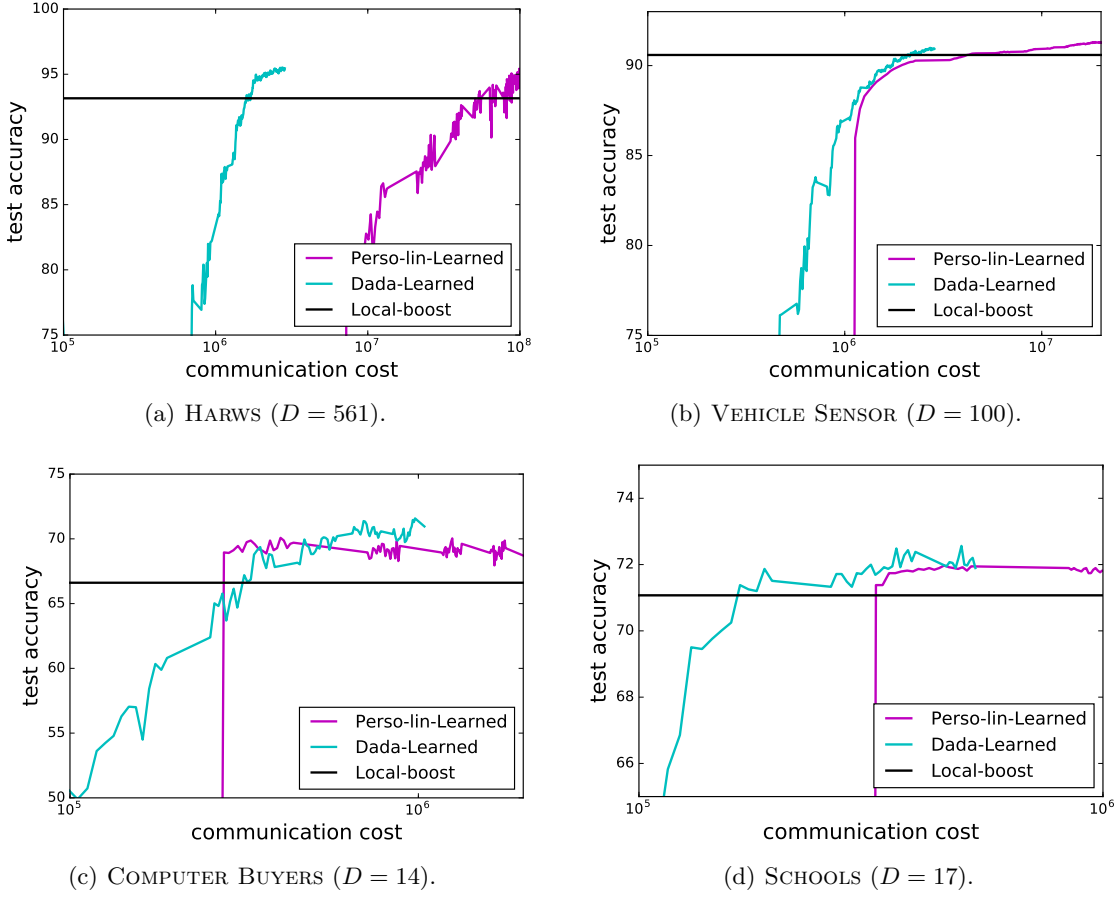 100
95
90
85
80
75
10^5 10^6 10^7 10^8
test accuracy
communication cost
Perso-lin-Learned
Dada-Learned
Local-boost
(a) HARWS (D = 561).
90
85
80
75
10^5 10^6 10^7
test accuracy
communication cost
Perso-lin-Learned
Dada-Learned
Local-boost
(b) VEHICLE SENSOR (D = 100).
75
70
65
60
55
50
10^5 10^6
test accuracy
communication cost
Perso-lin-Learned
Dada-Learned
Local-boost
(c) COMPUTER BUYERS (D = 14).
74
72
70
68
66
10^5 10^6
test accuracy
communication cost
Perso-lin-Learned
Dada-Learned
Local-boost
(d) SCHOOLS (D = 17).